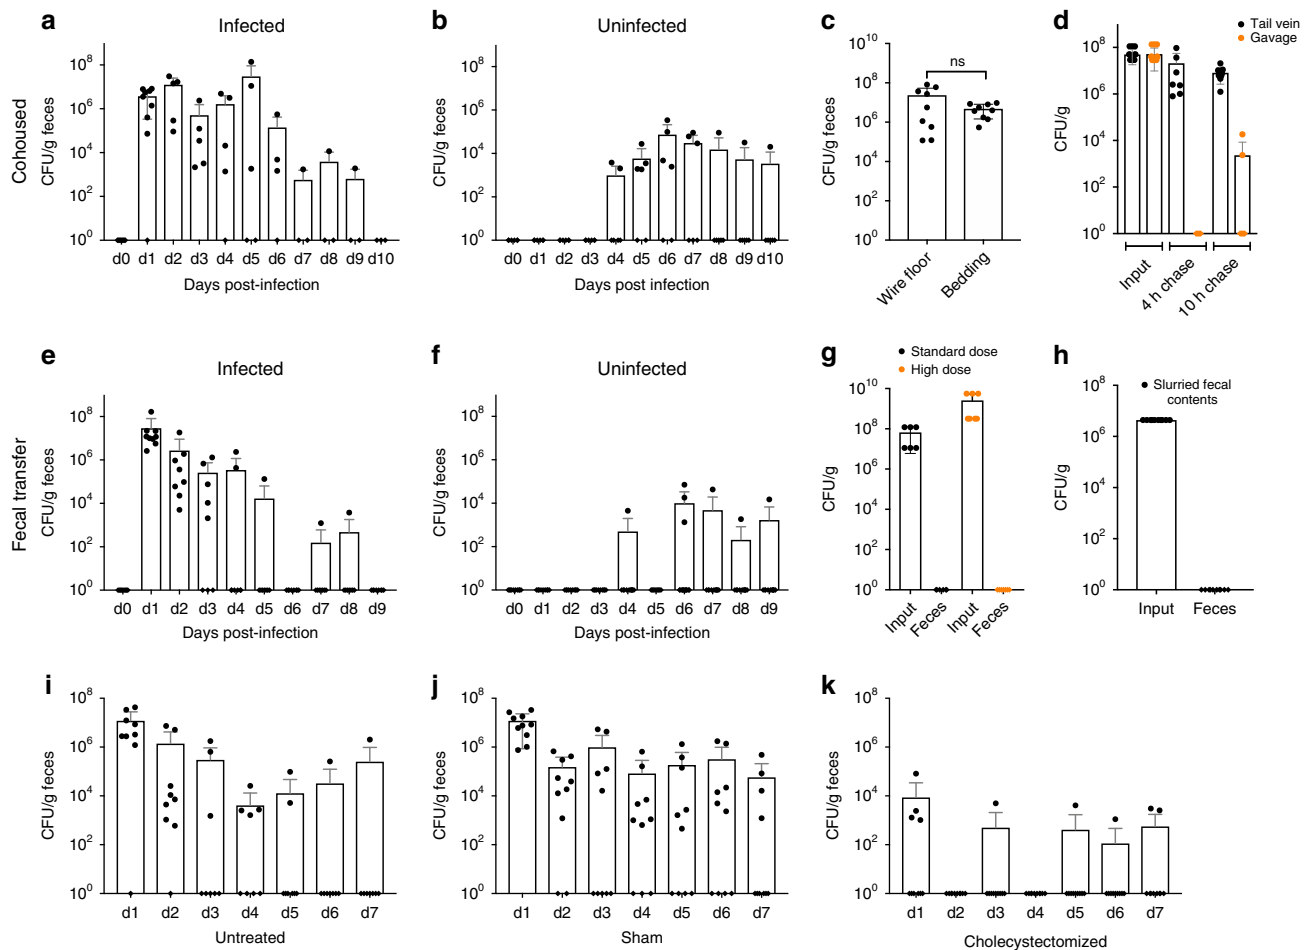 a
Infected
Cohoused
CFU/g feces
10^8
10^6
10^4
10^2
10^0
d0 d1 d2 d3 d4 d5 d6 d7 d8 d9 d10
Days post-infection
b
Uninfected
CFU/g feces
10^8
10^6
10^4
10^2
10^0
d0 d1 d2 d3 d4 d5 d6 d7 d8 d9 d10
Days post infection
c
CFU/g feces
10^10
10^8
10^6
10^4
10^2
10^0
ns
Wire floor
Bedding
d
Tail vein
Gavage
CFU/g
10^8
10^6
10^4
10^2
10^0
Input
4 h chase
10 h chase
e
Infected
Fecal transfer
CFU/g feces
10^8
10^6
10^4
10^2
10^0
d0 d1 d2 d3 d4 d5 d6 d7 d8 d9
Days post-infection
f
Uninfected
CFU/g feces
10^8
10^6
10^4
10^2
10^0
d0 d1 d2 d3 d4 d5 d6 d7 d8 d9
Days post-infection
g
Standard dose
High dose
CFU/g
10^10
10^8
10^6
10^4
10^2
10^0
Input
Feces
Input
Feces
h
Slurried fecal
contents
CFU/g
10^8
10^6
10^4
10^2
10^0
Input Feces
i
CFU/g feces
10^8
10^6
10^4
10^2
10^0
d1 d2 d3 d4 d5 d6 d7
Untreated
j
CFU/g feces
10^8
10^6
10^4
10^2
10^0
d1 d2 d3 d4 d5 d6 d7
Sham
k
CFU/g feces
10^8
10^6
10^4
10^2
10^0
d1 d2 d3 d4 d5 d6 d7
Cholecystectomized